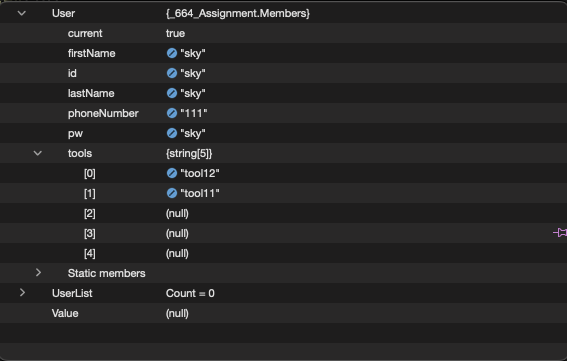 User {_664_Assignment.Members}
current true
firstName "sky"
id "sky"
lastName "sky"
phoneNumber "111"
pw "sky"
tools {string[5]}
[0] "tool12"
[1] "tool11"
[2] (null)
[3] (null)
[4] (null)
Static members
UserList Count = 0
Value (null)